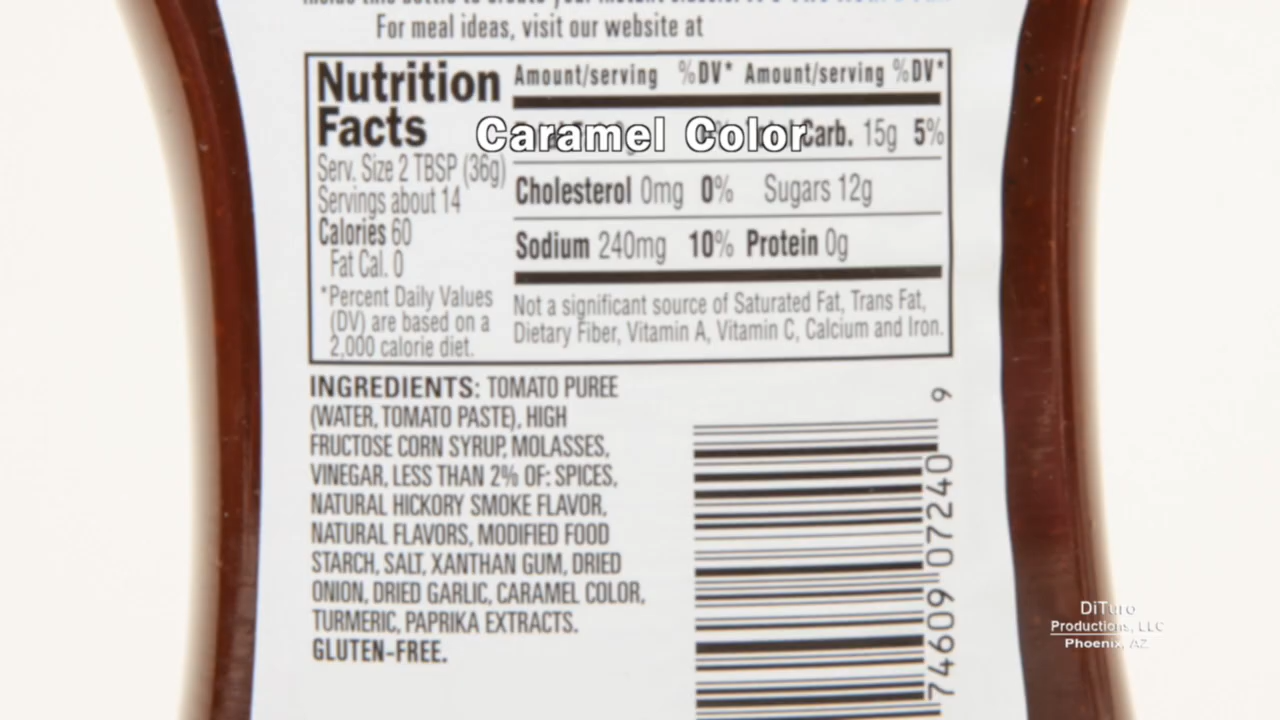 For meal ideas, visit our website at
Nutrition
Facts
Serv. Size 2 TBSP (36g)
Servings about 14
Calories 60
Fat Cal. 0
*Percent Daily Values
(DV) are based on a
2,000 calorie diet.
Amount/serving %DV* Amount/serving %DV*
Caramel Color
Carb. 15g 5%
Cholesterol 0mg 0% Sugars 12g
Sodium 240mg 10% Protein 0g
Not a significant source of Saturated Fat, Trans Fat,
Dietary Fiber, Vitamin A, Vitamin C, Calcium and Iron.
INGREDIENTS: TOMATO PUREE
(WATER, TOMATO PASTE), HIGH
FRUCTOSE CORN SYRUP, MOLASSES,
VINEGAR, LESS THAN 2% OF: SPICES,
NATURAL HICKORY SMOKE FLAVOR,
NATURAL FLAVORS, MODIFIED FOOD
STARCH, SALT, XANTHAN GUM, DRIED
ONION, DRIED GARLIC, CARAMEL COLOR,
TURMERIC, PAPRIKA EXTRACTS.
GLUTEN-FREE.
74609 07240 9
DiTuro
Productions, LLC
Phoenix, AZ